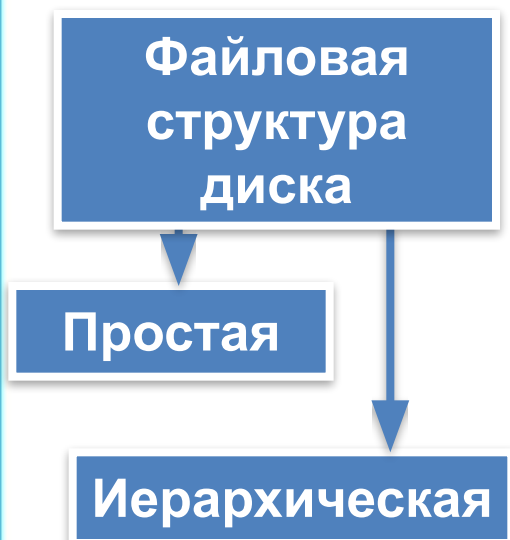 Файловая
структура
диска
Простая
Иерархическая